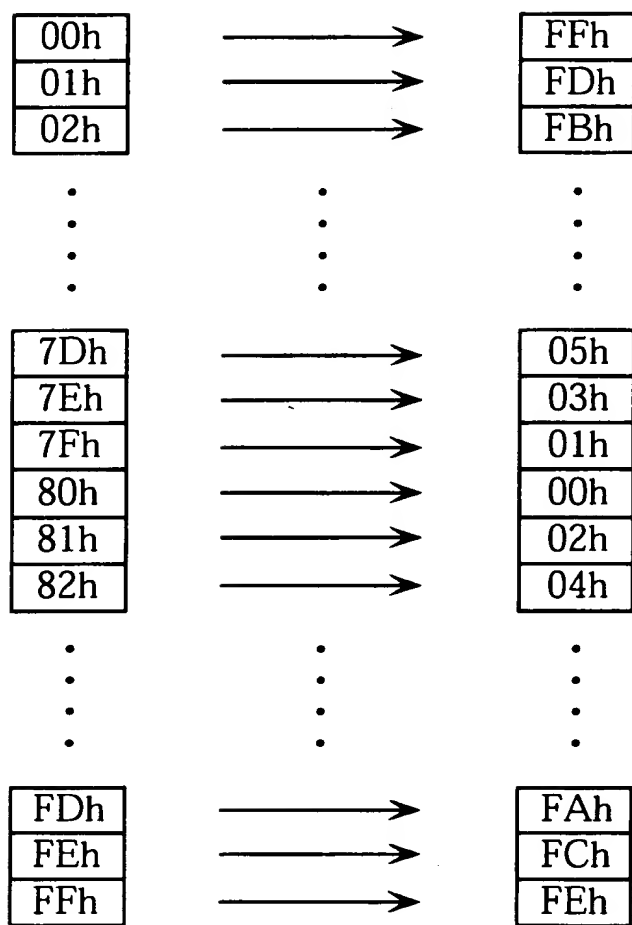 00h FFh
01h FDh
02h FBh
7Dh 05h
7Eh 03h
7Fh 01h
80h 00h
81h 02h
82h 04h
FDh FAh
FEh FCh
FFh FEh